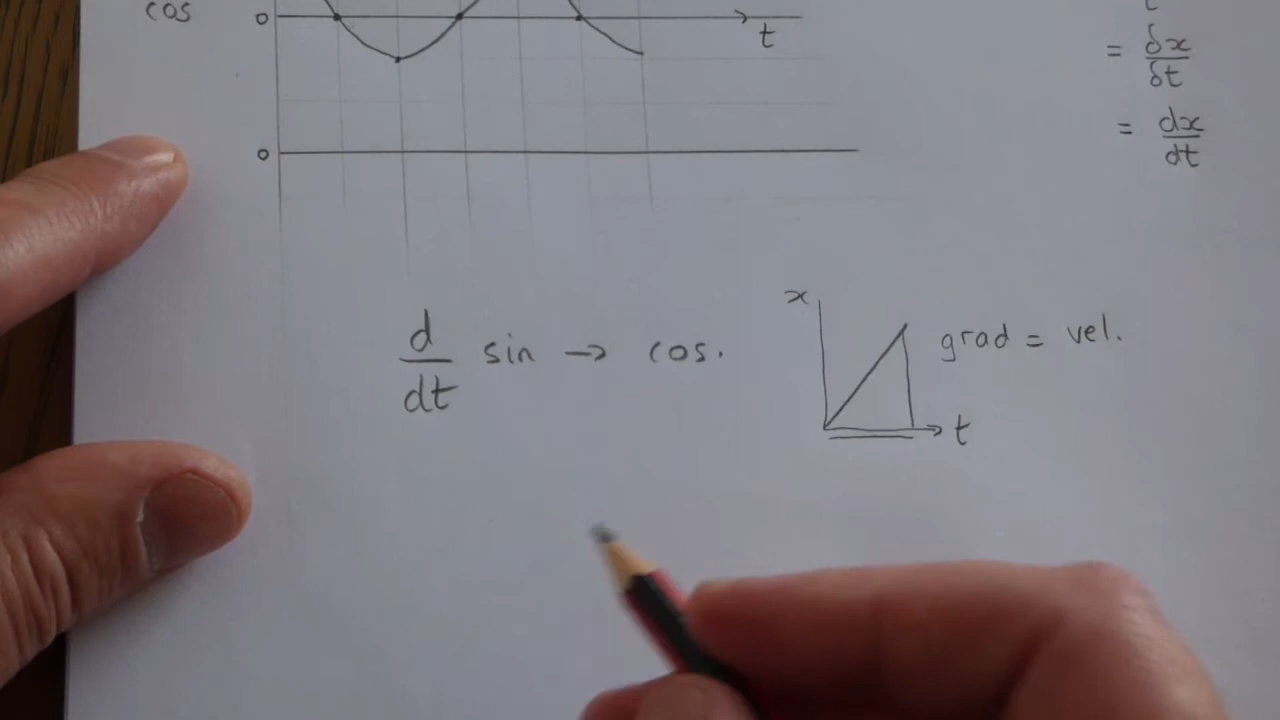 cos 0 t
= δx/δt
= dx/dt
0
d/dt sin → cos.
x
grad = vel.
t